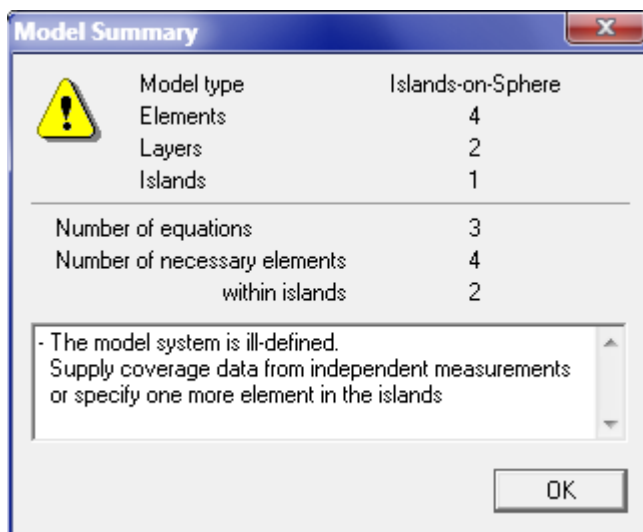 Model Summary
Model type Islands-on-Sphere
Elements 4
Layers 2
Islands 1
Number of equations 3
Number of necessary elements 4
within islands 2
- The model system is ill-defined.
Supply coverage data from independent measurements
or specify one more element in the islands
OK